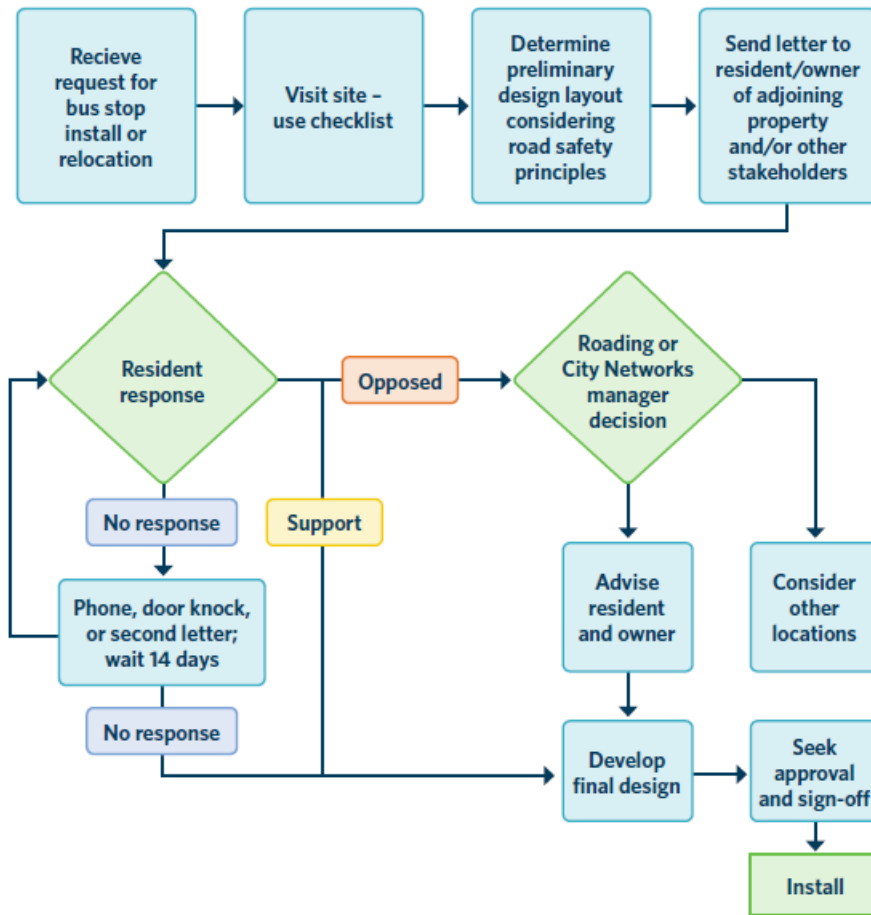 Recieve
request for
bus stop
install or
relocation
Visit site –
use checklist
Determine
preliminary
design layout
considering
road safety
principles
Send letter to
resident/owner
of adjoining
property
and/or other
stakeholders
Resident
response
Opposed
Roading or
City Networks
manager
decision
No response
Support
Phone, door knock,
or second letter;
wait 14 days
Advise
resident
and owner
Consider
other
locations
No response
Develop
final design
Seek
approval
and sign-off
Install